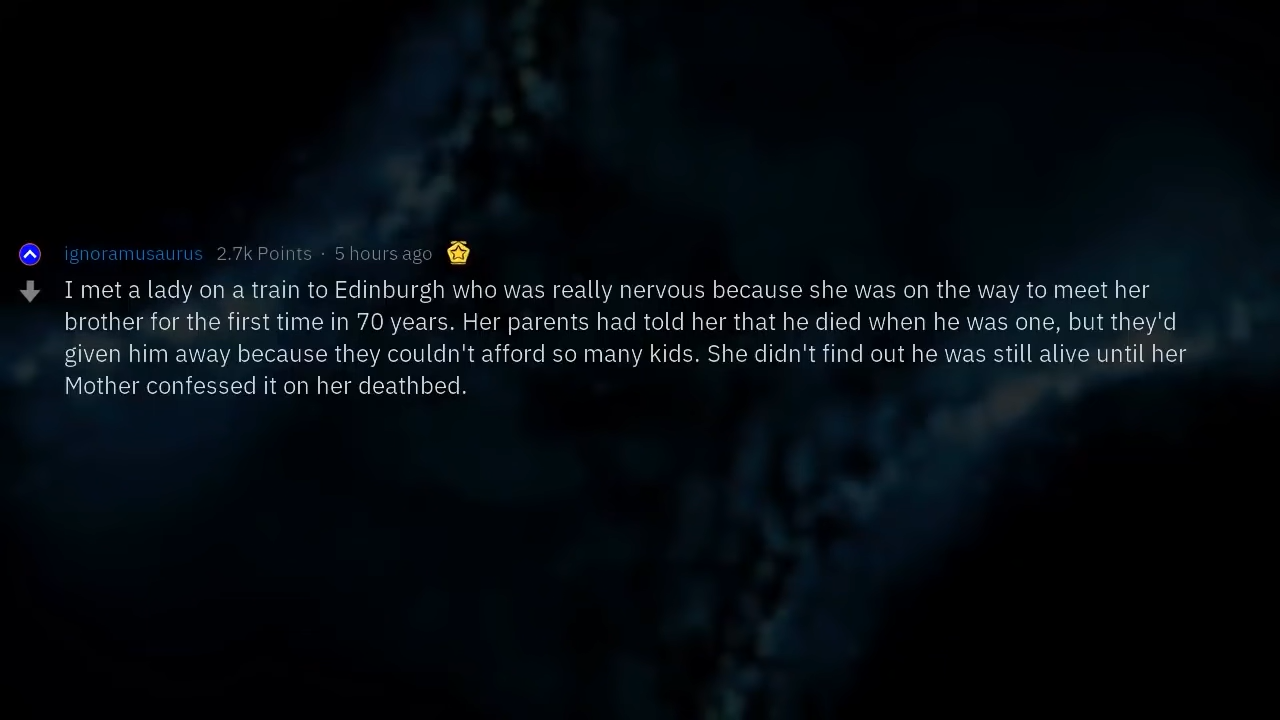 ignoramusaurus 2.7k Points · 5 hours ago
I met a lady on a train to Edinburgh who was really nervous because she was on the way to meet her
brother for the first time in 70 years. Her parents had told her that he died when he was one, but they'd
given him away because they couldn't afford so many kids. She didn't find out he was still alive until her
Mother confessed it on her deathbed.